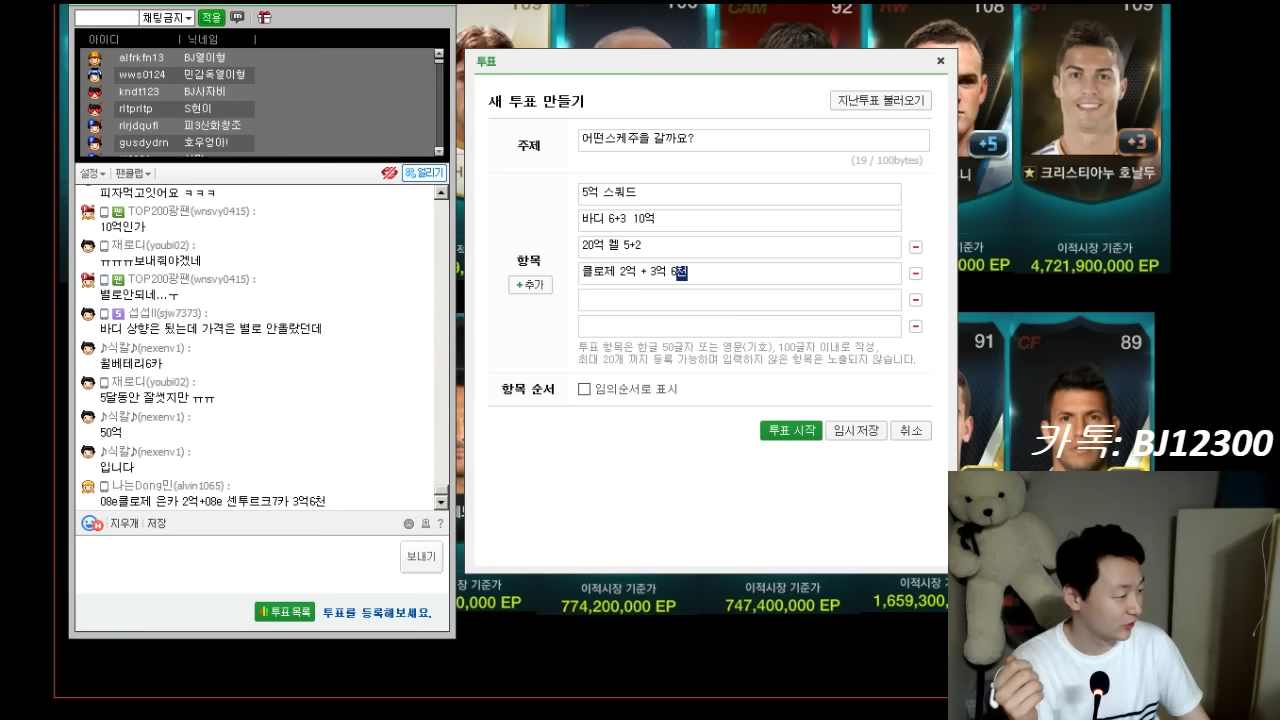 채팅금지
적용
아이디 | 닉네임 |
alfrkfn13 BJ열이형
wws0124 민갑독열이형
kndt123 BJ사자비
rltprltp S현이
rlrjdqufl 피3신화창조
gusdydrn 호우엉아!
설정 팬클럽 얼리기
피자먹고잇어요 ㅋㅋㅋ
팬 TOP200광팬(wnsvy0415) :
10억인가
재로디(youbi02) :
ㅠㅠㅠ보내줘야겠네
팬 TOP200광팬(wnsvy0415) :
별로안되네...ㅜ
5 섭섭II(sjw7373) :
바디 상향은 됬는데 가격은 별로 안올랐던데
♪식칼♪(nexenv1) :
윌베테리6카
재로디(youbi02) :
5달동안 잘썻지만 ㅠㅠ
♪식칼♪(nexenv1) :
50억
♪식칼♪(nexenv1) :
입니다
나는Dong민(alvin1065) :
08e클로제 은카 2억+08e 센투르크7카 3억6천
지우개 저장 ?
보내기
투표목록 투표를 등록해보세요.
투표
새 투표 만들기
지난투표 불러오기
주제
어떤스케주을 갈까요?
(19 / 100bytes)
항목
+추가
5억 스쿼드
바디 6+3 10억
20억 켈 5+2
클로제 2억 + 3억 6천
투표 항목은 한글 50글자 또는 영문(기호), 100글자 이내로 작성,
최대 20개 까지 등록 가능하며 입력하지 않은 항목은 노출되지 않습니다.
항목 순서
임의순서로 표시
투표 시작 임시저장 취소
109
CAM 92
108
ST 109
+5
+3
크리스티아누 호날두
이적시장 기준가
000 EP
4,721,900,000 EP
91
CF 89
카톡: BJ12300
0,000 EP
이적시장 기준가
774,200,000 EP
이적시장 기준가
747,400,000 EP
이적시장 기준가
1,659,300,